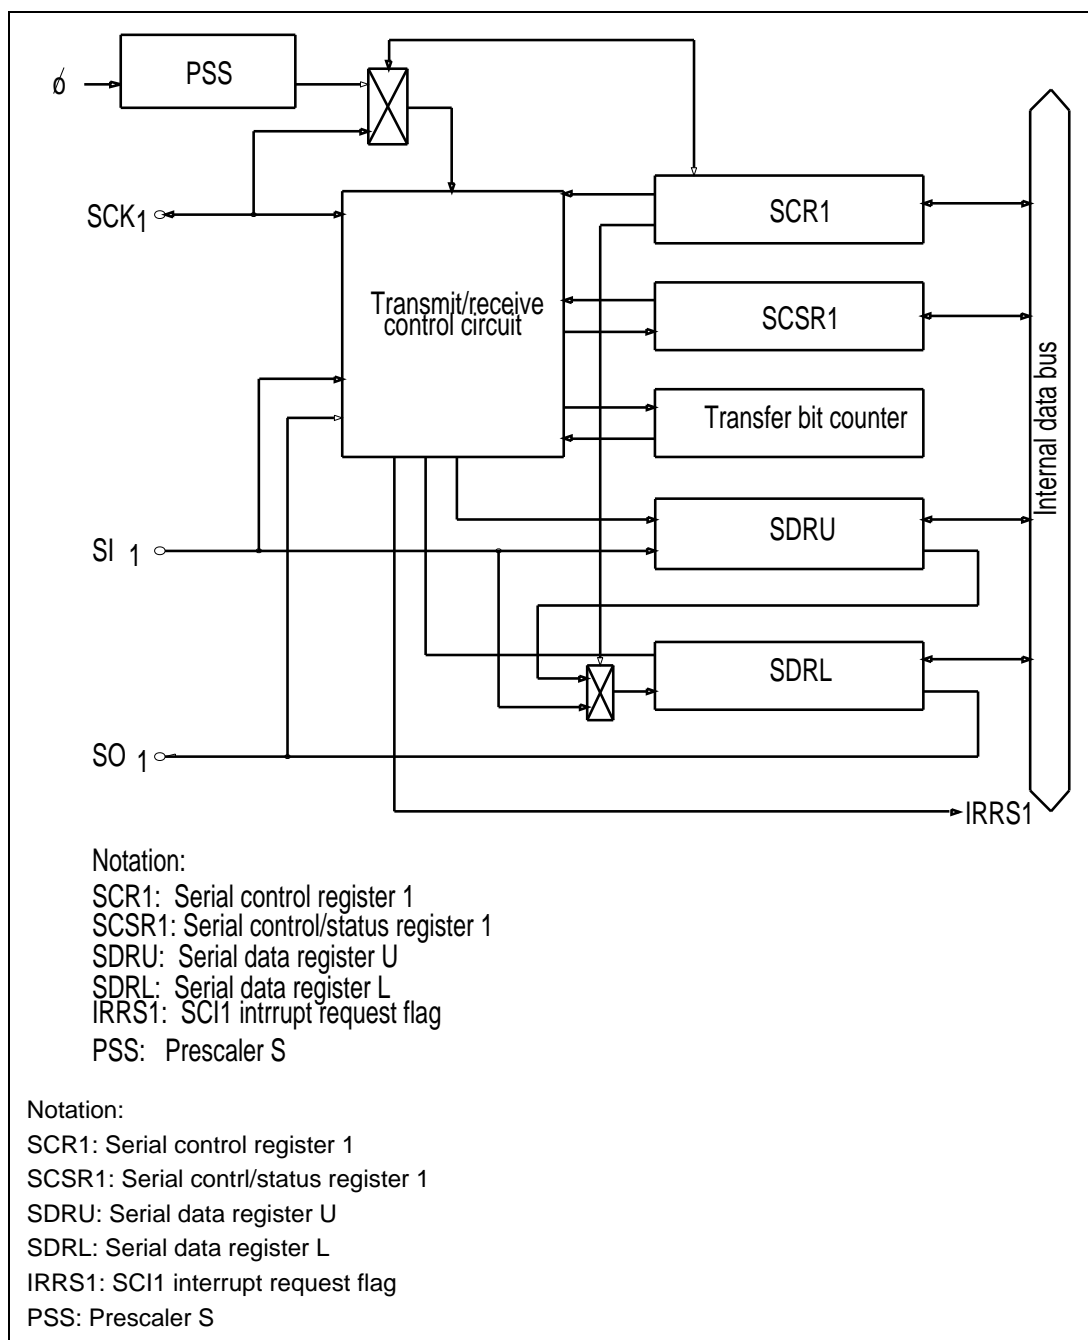 ø
PSS
SCK1
SCR1
Transmit/receive
control circuit
SCSR1
Transfer bit counter
Internal data bus
SI 1
SDRU
SDRL
SO 1
IRRS1
Notation:
SCR1: Serial control register 1
SCSR1: Serial control/status register 1
SDRU: Serial data register U
SDRL: Serial data register L
IRRS1: SCI1 intrrupt request flag
PSS: Prescaler S
Notation:
SCR1: Serial control register 1
SCSR1: Serial contrl/status register 1
SDRU: Serial data register U
SDRL: Serial data register L
IRRS1: SCI1 interrupt request flag
PSS: Prescaler S